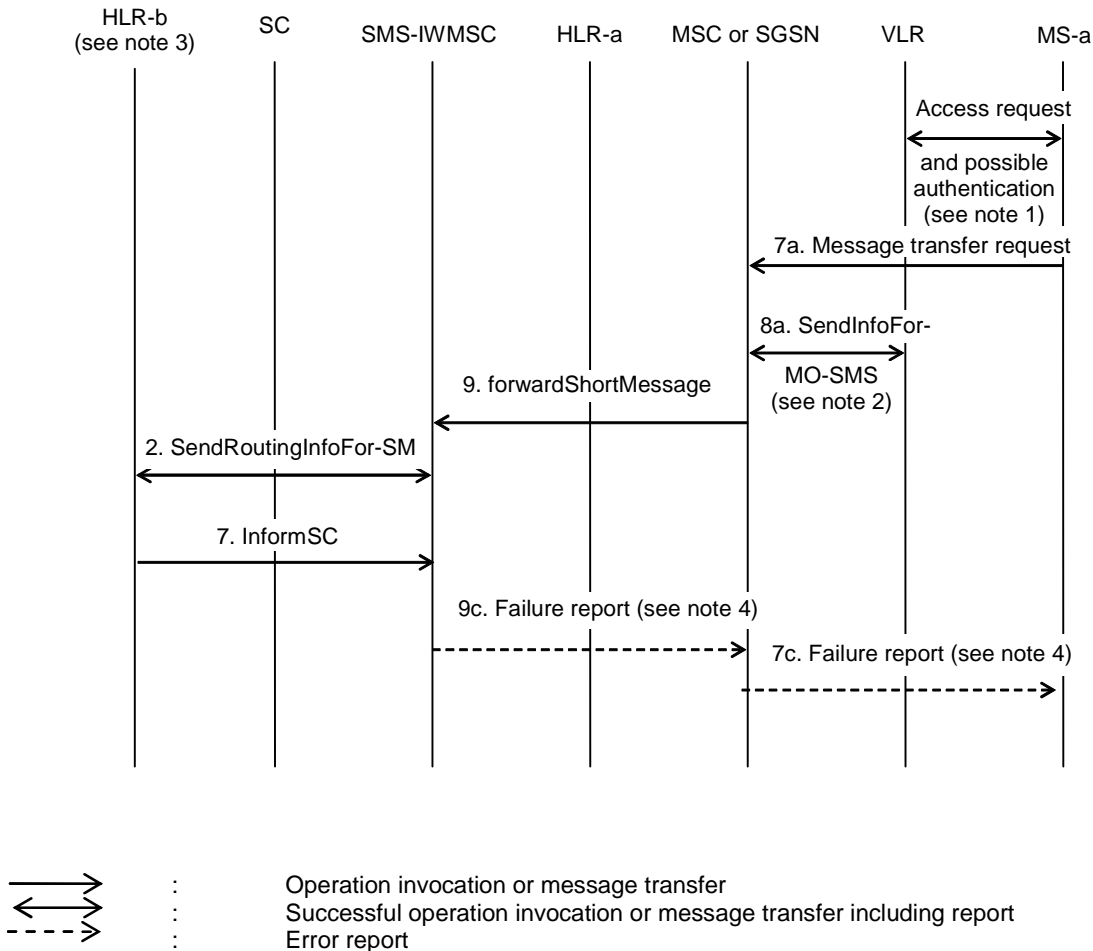 HLR-b
(see note 3)
SC
SMS-IWMSC
HLR-a
MSC or SGSN
VLR
MS-a
Access request
and possible
authentication
(see note 1)
7a. Message transfer request
8a. SendInfoFor-
MO-SMS
(see note 2)
9. forwardShortMessage
2. SendRoutingInfoFor-SM
7. InformSC
9c. Failure report (see note 4)
7c. Failure report (see note 4)
: Operation invocation or message transfer
: Successful operation invocation or message transfer including report
: Error report